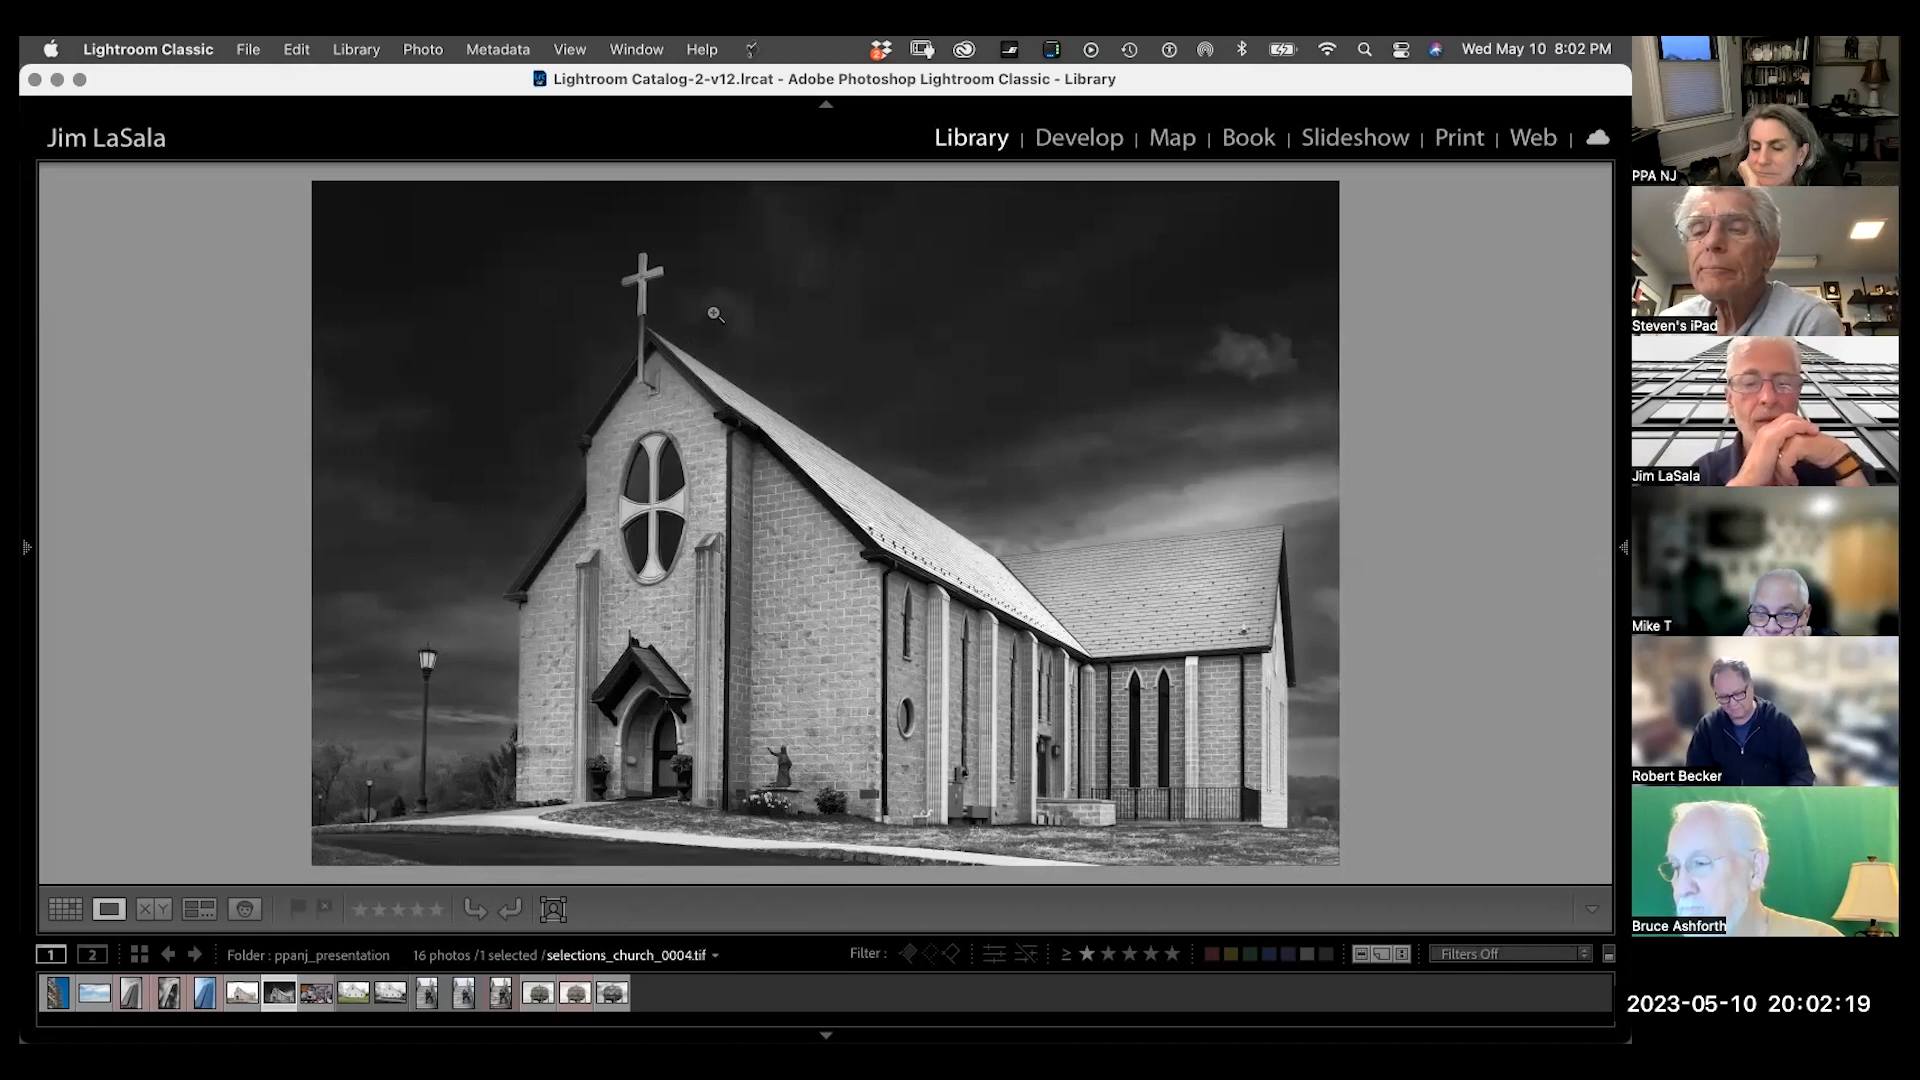 Lightroom Classic File Edit Library Photo Metadata View Window Help Wed May 10 8:02 PM
Lightroom Catalog-2-v12.lrcat - Adobe Photoshop Lightroom Classic - Library
Jim LaSala
Library | Develop | Map | Book | Slideshow | Print | Web |
PPA NJ
Steven's iPad
Jim LaSala
Mike T
Robert Becker
Bruce Ashforth
XY
1 2 Folder : ppanj_presentation 16 photos /1 selected /selections_church_0004.tif Filter : ≥ Filters Off
2023-05-10 20:02:19